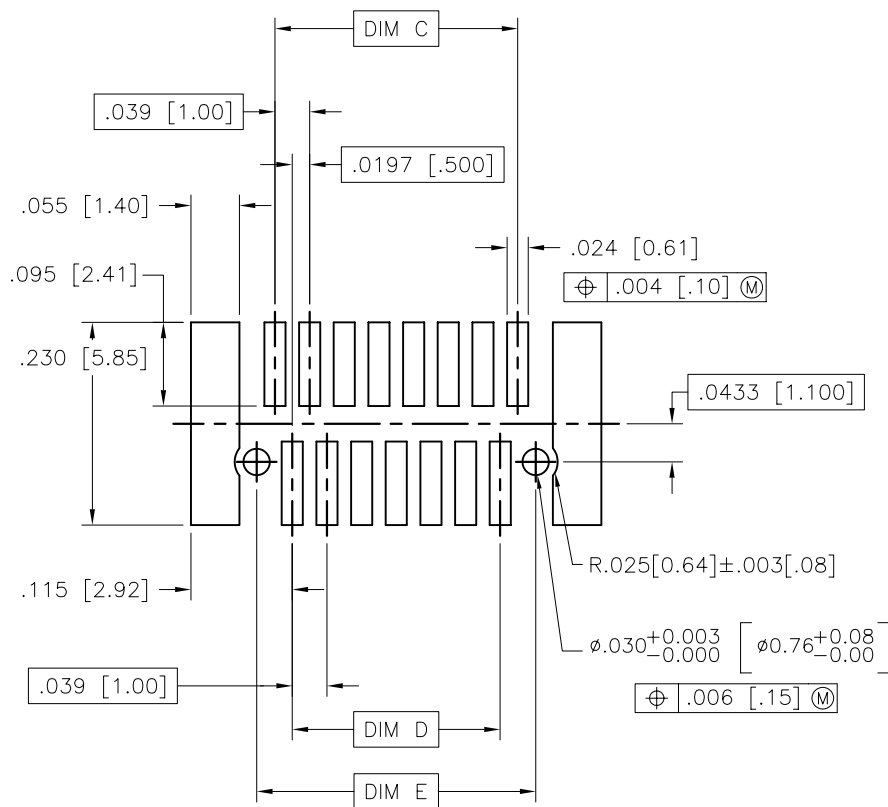 DIM C
.039 [1.00]
.0197 [.500]
.055 [1.40]
.024 [0.61]
.095 [2.41]
⌖ .004 [.10] Ⓜ
.230 [5.85]
.0433 [1.100]
R.025[0.64]±.003[.08]
.115 [2.92]
⌀.030 +0.003 -0.000 [⌀0.76 +0.08 -0.00]
.039 [1.00]
⌖ .006 [.15] Ⓜ
DIM D
DIM E